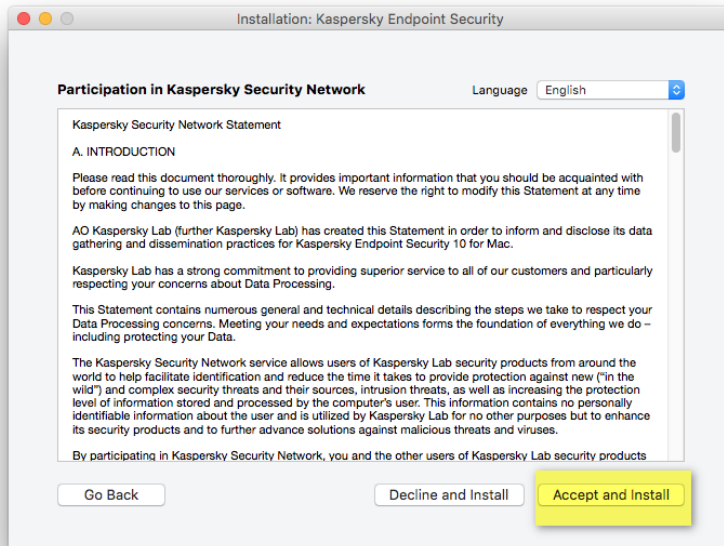 Installation: Kaspersky Endpoint Security
Participation in Kaspersky Security Network
Language English
Kaspersky Security Network Statement
A. INTRODUCTION
Please read this document thoroughly. It provides important information that you should be acquainted with
before continuing to use our services or software. We reserve the right to modify this Statement at any time
by making changes to this page.
AO Kaspersky Lab (further Kaspersky Lab) has created this Statement in order to inform and disclose its data
gathering and dissemination practices for Kaspersky Endpoint Security 10 for Mac.
Kaspersky Lab has a strong commitment to providing superior service to all of our customers and particularly
respecting your concerns about Data Processing.
This Statement contains numerous general and technical details describing the steps we take to respect your
Data Processing concerns. Meeting your needs and expectations forms the foundation of everything we do –
including protecting your Data.
The Kaspersky Security Network service allows users of Kaspersky Lab security products from around the
world to help facilitate identification and reduce the time it takes to provide protection against new (“in the
wild”) and complex security threats and their sources, intrusion threats, as well as increasing the protection
level of information stored and processed by the computer's user. This information contains no personally
identifiable information about the user and is utilized by Kaspersky Lab for no other purposes but to enhance
its security products and to further advance solutions against malicious threats and viruses.
By participating in Kaspersky Security Network, you and the other users of Kaspersky Lab security products
Go Back Decline and Install Accept and Install